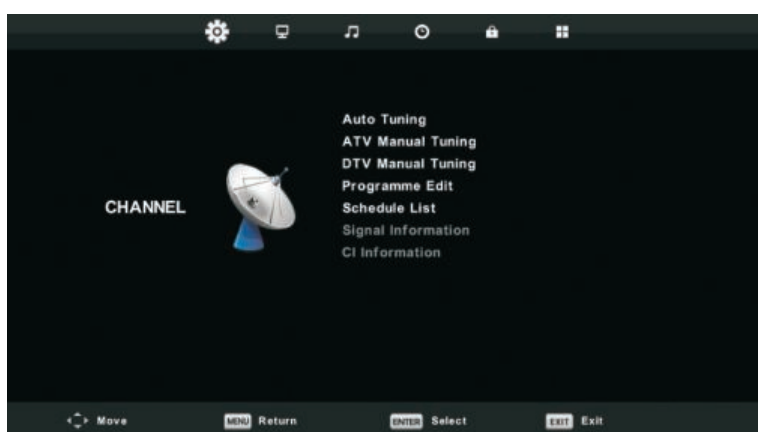 Auto Tuning
ATV Manual Tuning
DTV Manual Tuning
Programme Edit
CHANNEL
Schedule List
Signal Information
CI Information
Move MENU Return ENTER Select EXIT Exit